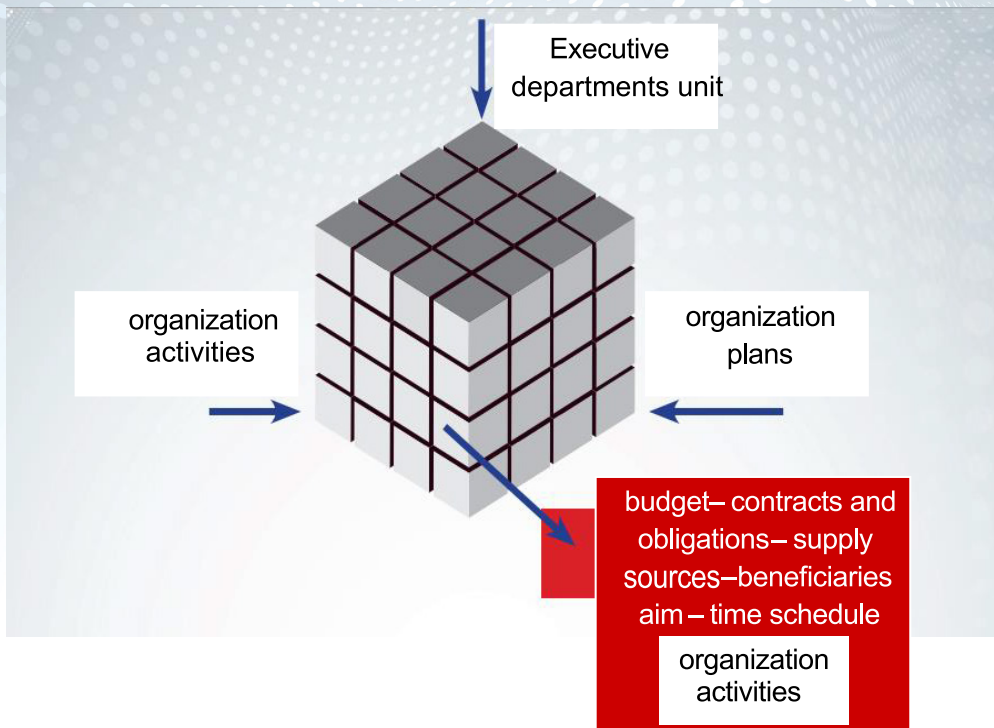 Executive
departments unit
organization
activities
organization
plans
budget– contracts and
obligations– supply
sources–beneficiaries
aim – time schedule
organization
activities